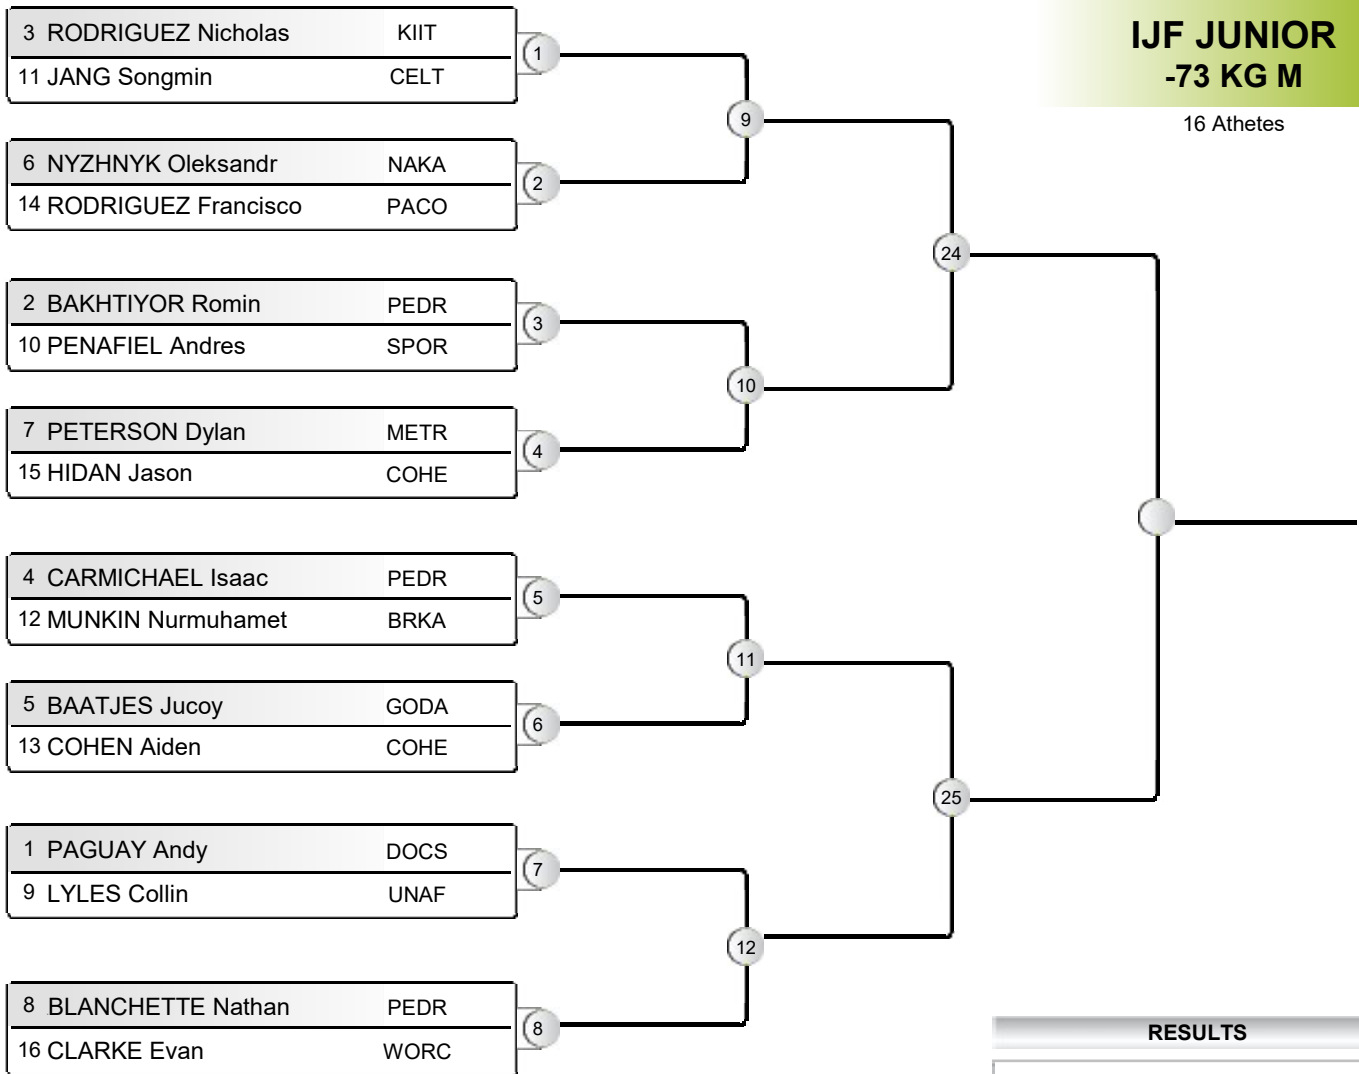 IJF JUNIOR
-73 KG M
16 Athetes
3 RODRIGUEZ Nicholas KIIT
11 JANG Songmin CELT
1
9
6 NYZHNYK Oleksandr NAKA
14 RODRIGUEZ Francisco PACO
2
24
2 BAKHTIYOR Romin PEDR
10 PENAFIEL Andres SPOR
3
10
7 PETERSON Dylan METR
15 HIDAN Jason COHE
4
4 CARMICHAEL Isaac PEDR
12 MUNKIN Nurmuhamet BRKA
5
11
5 BAATJES Jucoy GODA
13 COHEN Aiden COHE
6
25
1 PAGUAY Andy DOCS
9 LYLES Collin UNAF
7
12
8 BLANCHETTE Nathan PEDR
16 CLARKE Evan WORC
8
RESULTS